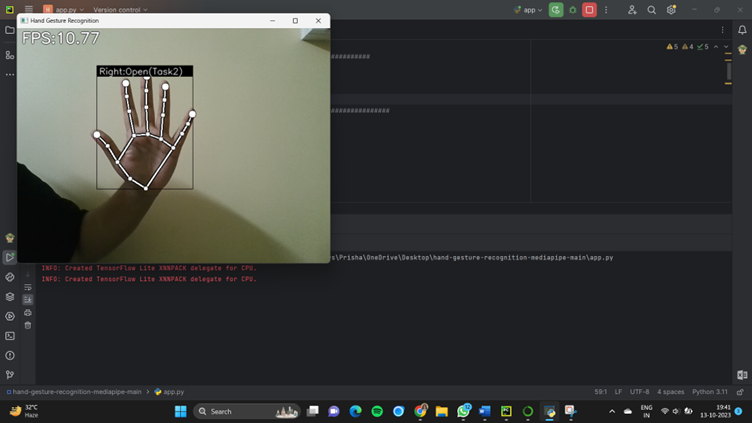 app.py
Version control
app
Hand Gesture Recognition
FPS:10.77
Right:Open(Task2)
##########
###############
5 4 5
s\Prisha\OneDrive\Desktop\hand-gesture-recognition-mediapipe-main\app.py
INFO: Created TensorFlow Lite XNNPACK delegate for CPU.
INFO: Created TensorFlow Lite XNNPACK delegate for CPU.
hand-gesture-recognition-mediapipe-main > app.py
59:1 LF UTF-8 4 spaces Python 3.11
32°C
Haze
Search
ENG
IN
19:41
13-10-2023